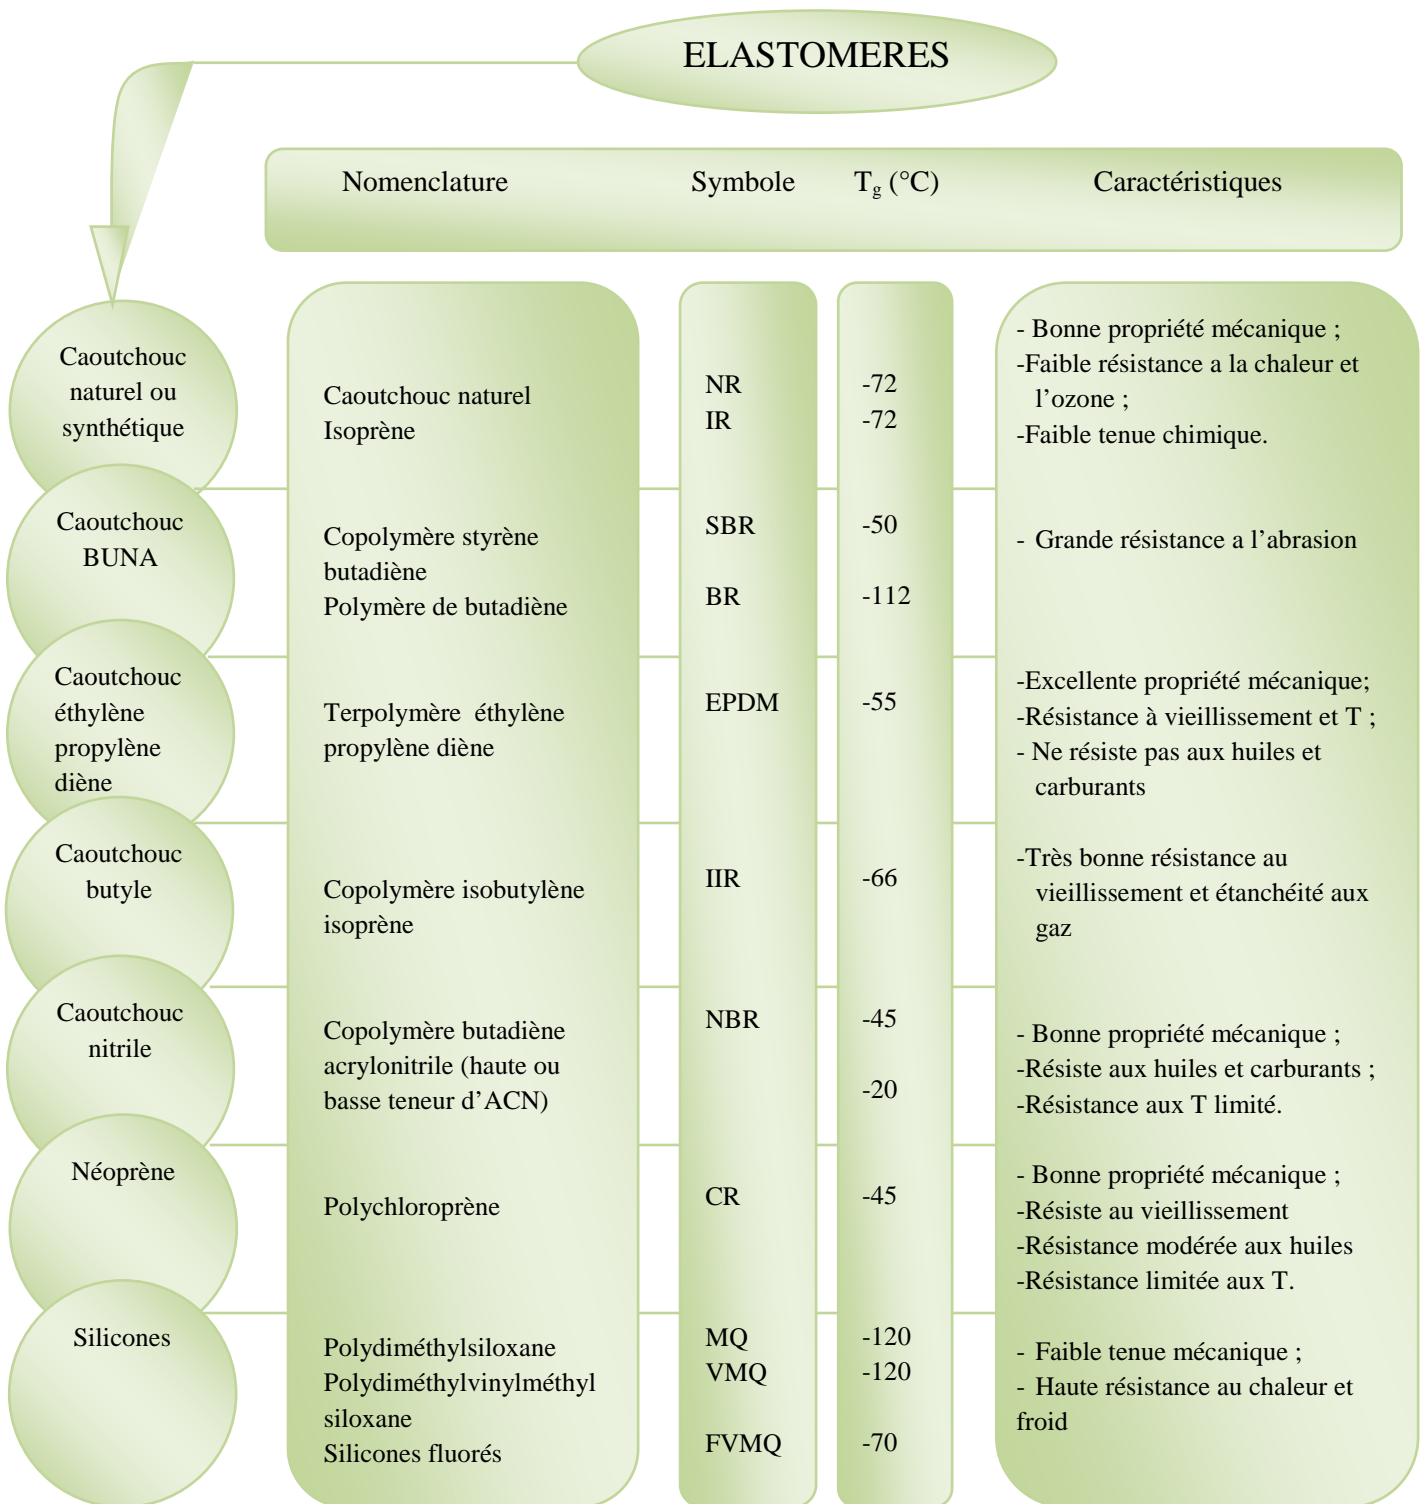 ELASTOMERES
Nomenclature Symbole Tg (°C) Caractéristiques
Caoutchouc
naturel ou
synthétique
Caoutchouc naturel
Isoprène
NR
IR
-72
-72
- Bonne propriété mécanique ;
-Faible résistance a la chaleur et
l’ozone ;
-Faible tenue chimique.
Caoutchouc
BUNA
Copolymère styrène
butadiène
Polymère de butadiène
SBR
BR
-50
-112
- Grande résistance a l’abrasion
Caoutchouc
éthylène
propylène
diène
Terpolymère éthylène
propylène diène
EPDM
-55
-Excellente propriété mécanique;
-Résistance à vieillissement et T ;
- Ne résiste pas aux huiles et
carburants
Caoutchouc
butyle
Copolymère isobutylène
isoprène
IIR
-66
-Très bonne résistance au
vieillissement et étanchéité aux
gaz
Caoutchouc
nitrile
Copolymère butadiène
acrylonitrile (haute ou
basse teneur d’ACN)
NBR
-45
-20
- Bonne propriété mécanique ;
-Résiste aux huiles et carburants ;
-Résistance aux T limité.
Néoprène
Polychloroprène
CR
-45
- Bonne propriété mécanique ;
-Résiste au vieillissement
-Résistance modérée aux huiles
-Résistance limitée aux T.
Silicones
Polydiméthylsiloxane
Polydiméthylvinylméthyl
siloxane
Silicones fluorés
MQ
VMQ
FVMQ
-120
-120
-70
- Faible tenue mécanique ;
- Haute résistance au chaleur et
froid